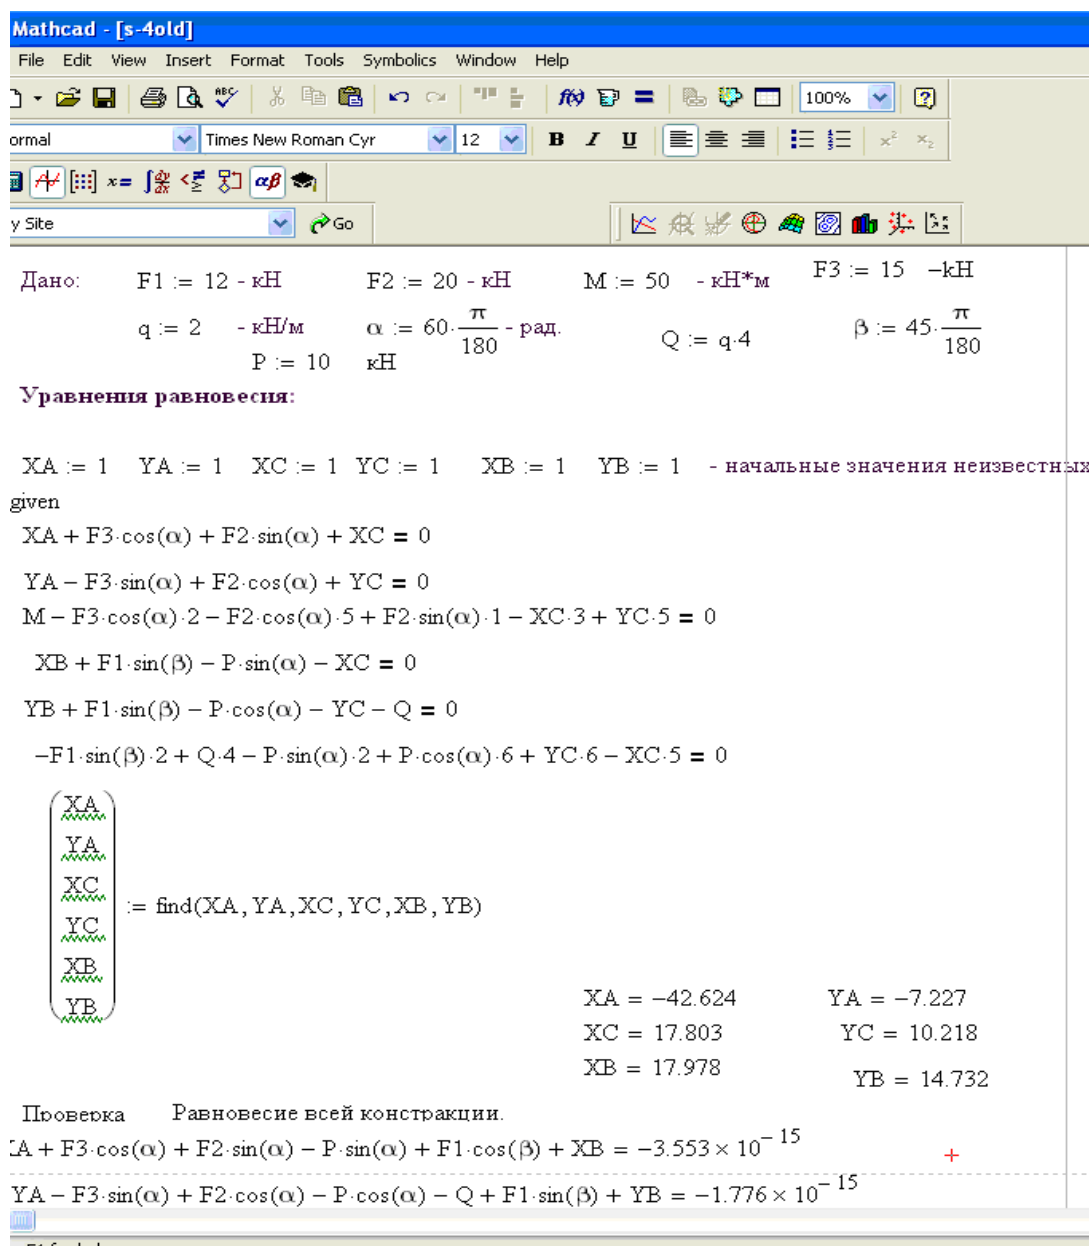 Mathcad - [s-4old]
File Edit View Insert Format Tools Symbolics Window Help
100%
ormal Times New Roman Cyr 12 B I U
y Site Go
Дано: F1 := 12 - кН F2 := 20 - кН M := 50 - кН*м F3 := 15 –kН
q := 2 - кН/м α := 60·π/180 - рад. Q := q·4 β := 45·π/180
P := 10 кН
Уравнения равновесия:
XA := 1 YA := 1 XC := 1 YC := 1 XB := 1 YB := 1 - начальные значения неизвестных
given
XA + F3·cos(α) + F2·sin(α) + XC = 0
YA − F3·sin(α) + F2·cos(α) + YC = 0
M − F3·cos(α)·2 − F2·cos(α)·5 + F2·sin(α)·1 − XC·3 + YC·5 = 0
XB + F1·sin(β) − P·sin(α) − XC = 0
YB + F1·sin(β) − P·cos(α) − YC − Q = 0
−F1·sin(β)·2 + Q·4 − P·sin(α)·2 + P·cos(α)·6 + YC·6 − XC·5 = 0
XA
YA
XC
YC
XB
YB
:= find(XA, YA, XC, YC, XB, YB)
XA = −42.624 YA = −7.227
XC = 17.803 YC = 10.218
XB = 17.978 YB = 14.732
Проверка Равновесие всей констракции.
XA + F3·cos(α) + F2·sin(α) − P·sin(α) + F1·cos(β) + XB = −3.553 × 10^−15
YA − F3·sin(α) + F2·cos(α) − P·cos(α) − Q + F1·sin(β) + YB = −1.776 × 10^−15